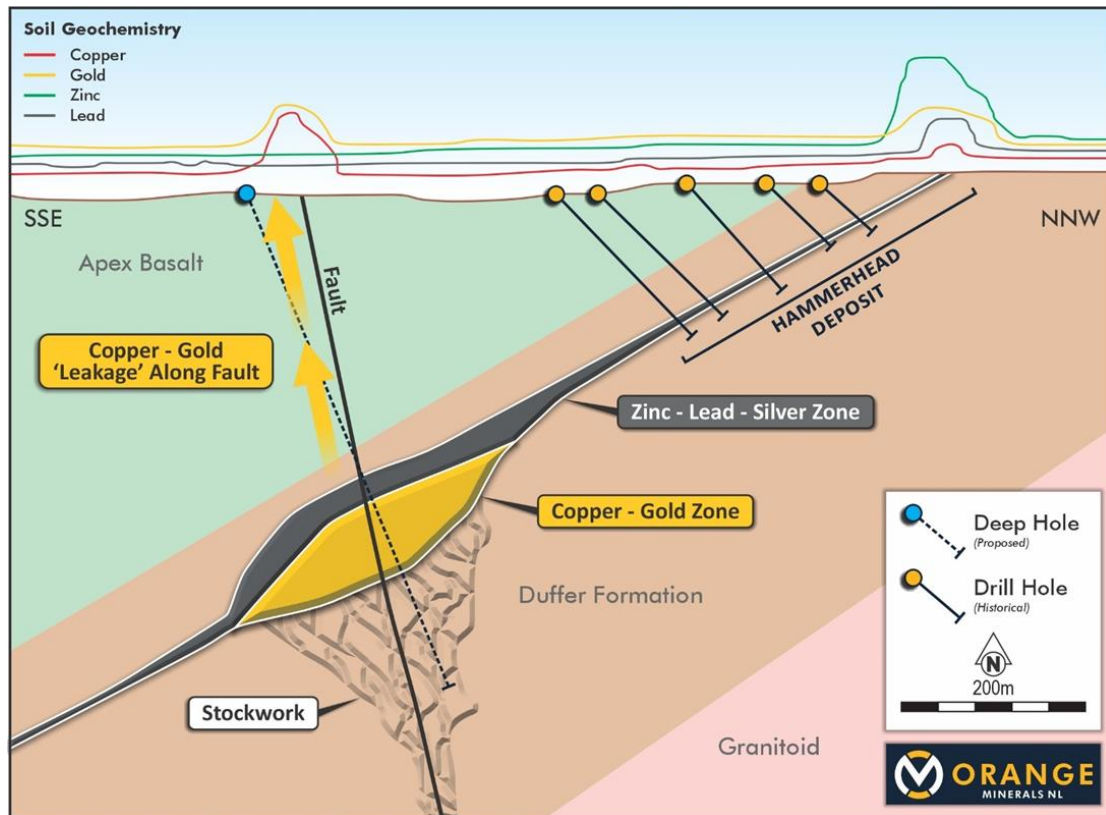 Soil Geochemistry
Copper
Gold
Zinc
Lead
SSE
NNW
Apex Basalt
Fault
HAMMERHEAD
DEPOSIT
Copper - Gold
'Leakage' Along Fault
Zinc - Lead - Silver Zone
Copper - Gold Zone
Duffer Formation
Stockwork
Granitoid
Deep Hole
(Proposed)
Drill Hole
(Historical)
N
200m
ORANGE
MINERALS NL